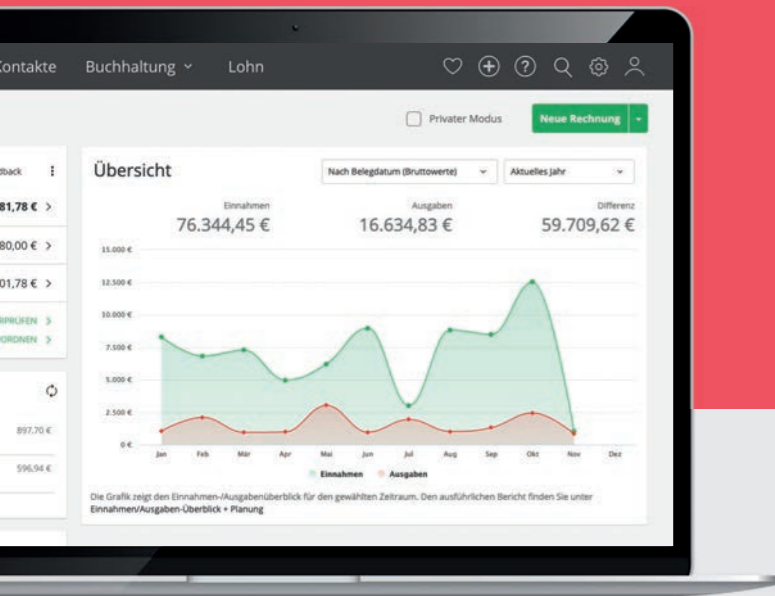 Kontakte Buchhaltung Lohn
Privater Modus Neue Rechnung
Übersicht Nach Belegdatum (Bruttowerte) Aktuelles Jahr
81,78 €
80,00 €
01,78 €
897,70 €
596,94 €
Einnahmen Ausgaben Differenz
76.344,45 € 16.634,83 € 59.709,62 €
15.000 €
12.500 €
10.000 €
7.500 €
5.000 €
2.500 €
0 €
Jan Feb Mär Apr Mai Jun Jul Aug Sep Okt Nov Dez
Einnahmen Ausgaben
Die Grafik zeigt den Einnahmen-/Ausgabenüberblick für den gewählten Zeitraum. Den ausführlichen Bericht finden Sie unter
Einnahmen/Ausgaben-Überblick + Planung